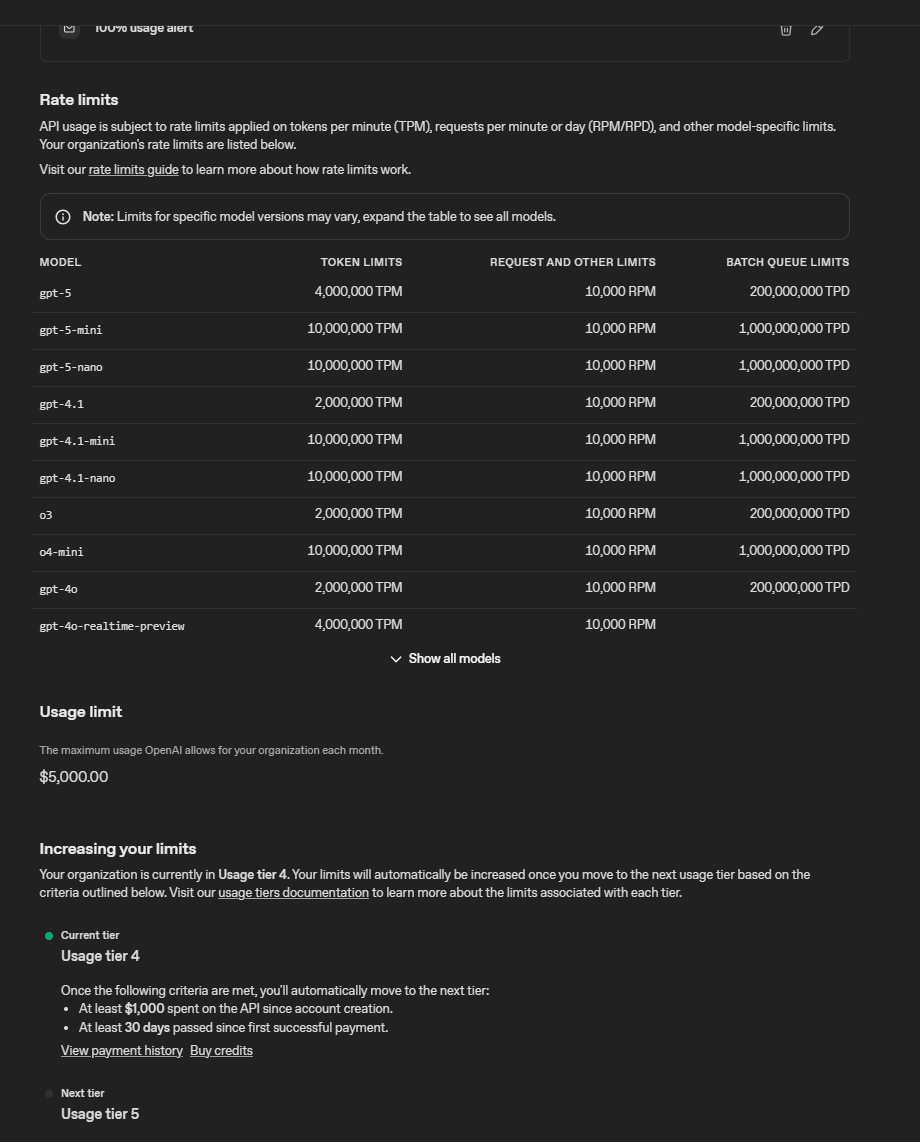 100% usage alert
Rate limits
API usage is subject to rate limits applied on tokens per minute (TPM), requests per minute or day (RPM/RPD), and other model-specific limits.
Your organization's rate limits are listed below.
Visit our rate limits guide to learn more about how rate limits work.
Note: Limits for specific model versions may vary, expand the table to see all models.
MODEL TOKEN LIMITS REQUEST AND OTHER LIMITS BATCH QUEUE LIMITS
gpt-5 4,000,000 TPM 10,000 RPM 200,000,000 TPD
gpt-5-mini 10,000,000 TPM 10,000 RPM 1,000,000,000 TPD
gpt-5-nano 10,000,000 TPM 10,000 RPM 1,000,000,000 TPD
gpt-4.1 2,000,000 TPM 10,000 RPM 200,000,000 TPD
gpt-4.1-mini 10,000,000 TPM 10,000 RPM 1,000,000,000 TPD
gpt-4.1-nano 10,000,000 TPM 10,000 RPM 1,000,000,000 TPD
o3 2,000,000 TPM 10,000 RPM 200,000,000 TPD
o4-mini 10,000,000 TPM 10,000 RPM 1,000,000,000 TPD
gpt-4o 2,000,000 TPM 10,000 RPM 200,000,000 TPD
gpt-4o-realtime-preview 4,000,000 TPM 10,000 RPM
Show all models
Usage limit
The maximum usage OpenAI allows for your organization each month.
$5,000.00
Increasing your limits
Your organization is currently in Usage tier 4. Your limits will automatically be increased once you move to the next usage tier based on the
criteria outlined below. Visit our usage tiers documentation to learn more about the limits associated with each tier.
Current tier
Usage tier 4
Once the following criteria are met, you'll automatically move to the next tier:
• At least $1,000 spent on the API since account creation.
• At least 30 days passed since first successful payment.
View payment history Buy credits
Next tier
Usage tier 5